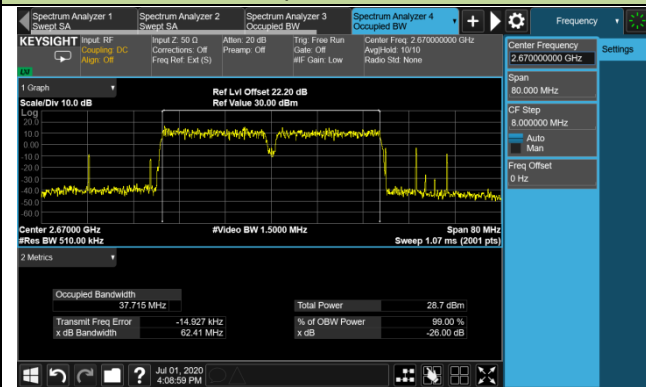 Spectrum Analyzer 1
Swept SA
Spectrum Analyzer 2
Swept SA
Spectrum Analyzer 3
Occupied BW
Spectrum Analyzer 4
Occupied BW
Frequency
KEYSIGHT
Input: RF
Coupling: DC
Align: Off
Input Z: 50 Ω
Corrections: Off
Freq Ref: Ext (S)
Atten: 20 dB
Preamp: Off
Trig: Free Run
Gate: Off
#IF Gain: Low
Center Freq: 2.670000000 GHz
Avg|Hold: 10/10
Radio Std: None
Center Frequency
2.670000000 GHz
Settings
Span
80.000 MHz
CF Step
8.000000 MHz
Auto
Man
Freq Offset
0 Hz
1 Graph
Scale/Div 10.0 dB
Ref Lvl Offset 22.20 dB
Ref Value 30.00 dBm
Log
20.0
10.0
0.00
-10.0
-20.0
-30.0
-40.0
-50.0
-60.0
Center 2.67000 GHz
#Res BW 510.00 kHz
#Video BW 1.5000 MHz
Span 80 MHz
Sweep 1.07 ms (2001 pts)
2 Metrics
Occupied Bandwidth
37.715 MHz
Total Power 28.7 dBm
Transmit Freq Error -14.927 kHz
% of OBW Power 99.00 %
x dB Bandwidth 62.41 MHz
x dB -26.00 dB
Jul 01, 2020
4:08:59 PM